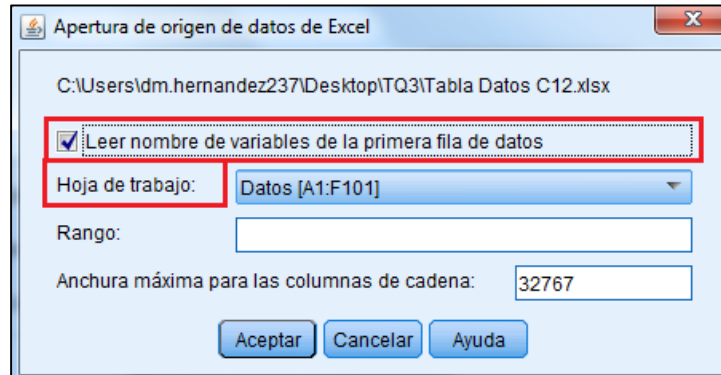 Apertura de origen de datos de Excel
C:\Users\dm.hernandez237\Desktop\TQ3\Tabla Datos C12.xlsx
Leer nombre de variables de la primera fila de datos
Hoja de trabajo: Datos [A1:F101]
Rango:
Anchura máxima para las columnas de cadena: 32767
Aceptar Cancelar Ayuda